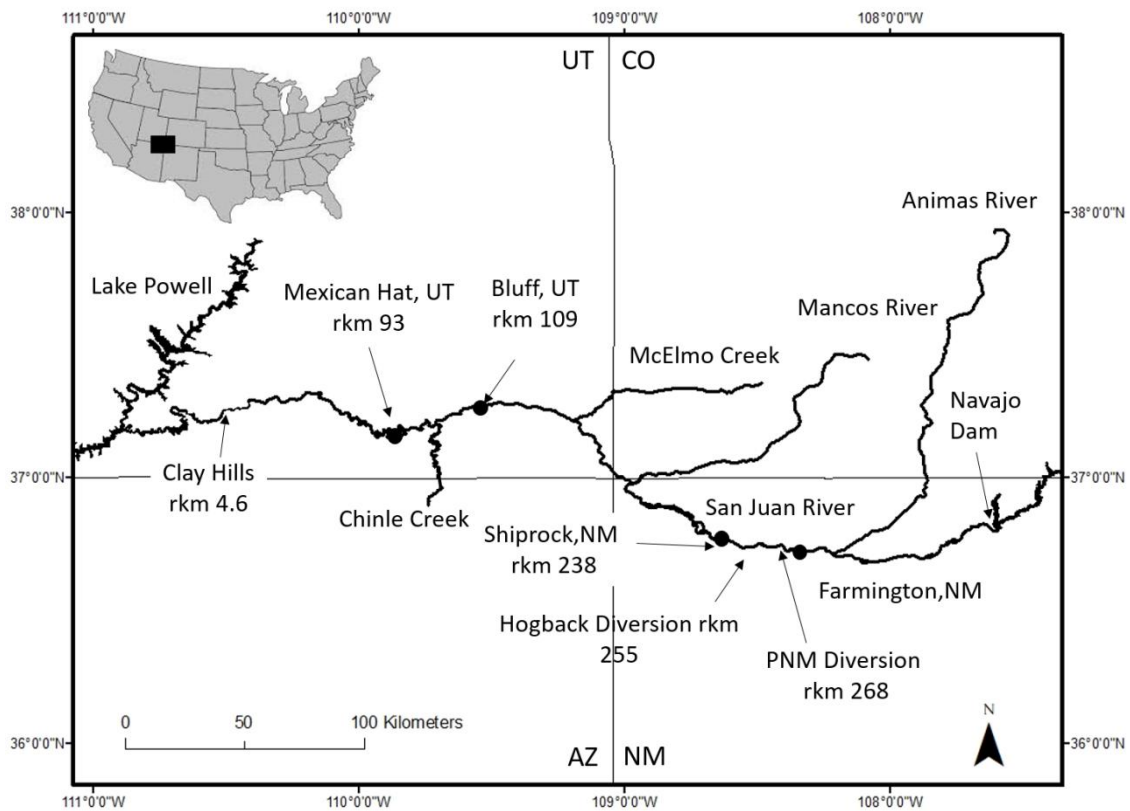 111°0'0"W
110°0'0"W
109°0'0"W
108°0'0"W
UT
CO
38°0'0"N
38°0'0"N
Animas River
Lake Powell
Mexican Hat, UT
rkm 93
Bluff, UT
rkm 109
Mancos River
McElmo Creek
Navajo
Dam
Clay Hills
rkm 4.6
37°0'0"N
37°0'0"N
Chinle Creek
San Juan River
Shiprock,NM
rkm 238
Farmington,NM
Hogback Diversion rkm
255
PNM Diversion
rkm 268
0
50
100 Kilometers
N
36°0'0"N
36°0'0"N
AZ
NM
111°0'0"W
110°0'0"W
109°0'0"W
108°0'0"W